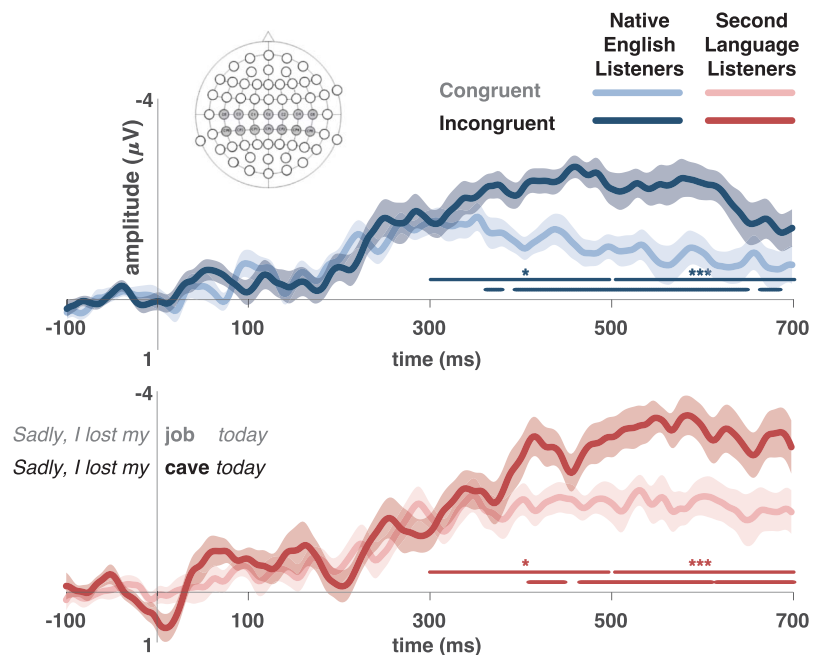 Native English Listeners
Second Language Listeners
Congruent
Incongruent
-4
amplitude (μV)
* ***
-100 100 300 500 700
1
time (ms)
-4
Sadly, I lost my job today
Sadly, I lost my cave today
* ***
-100 100 300 500 700
1
time (ms)